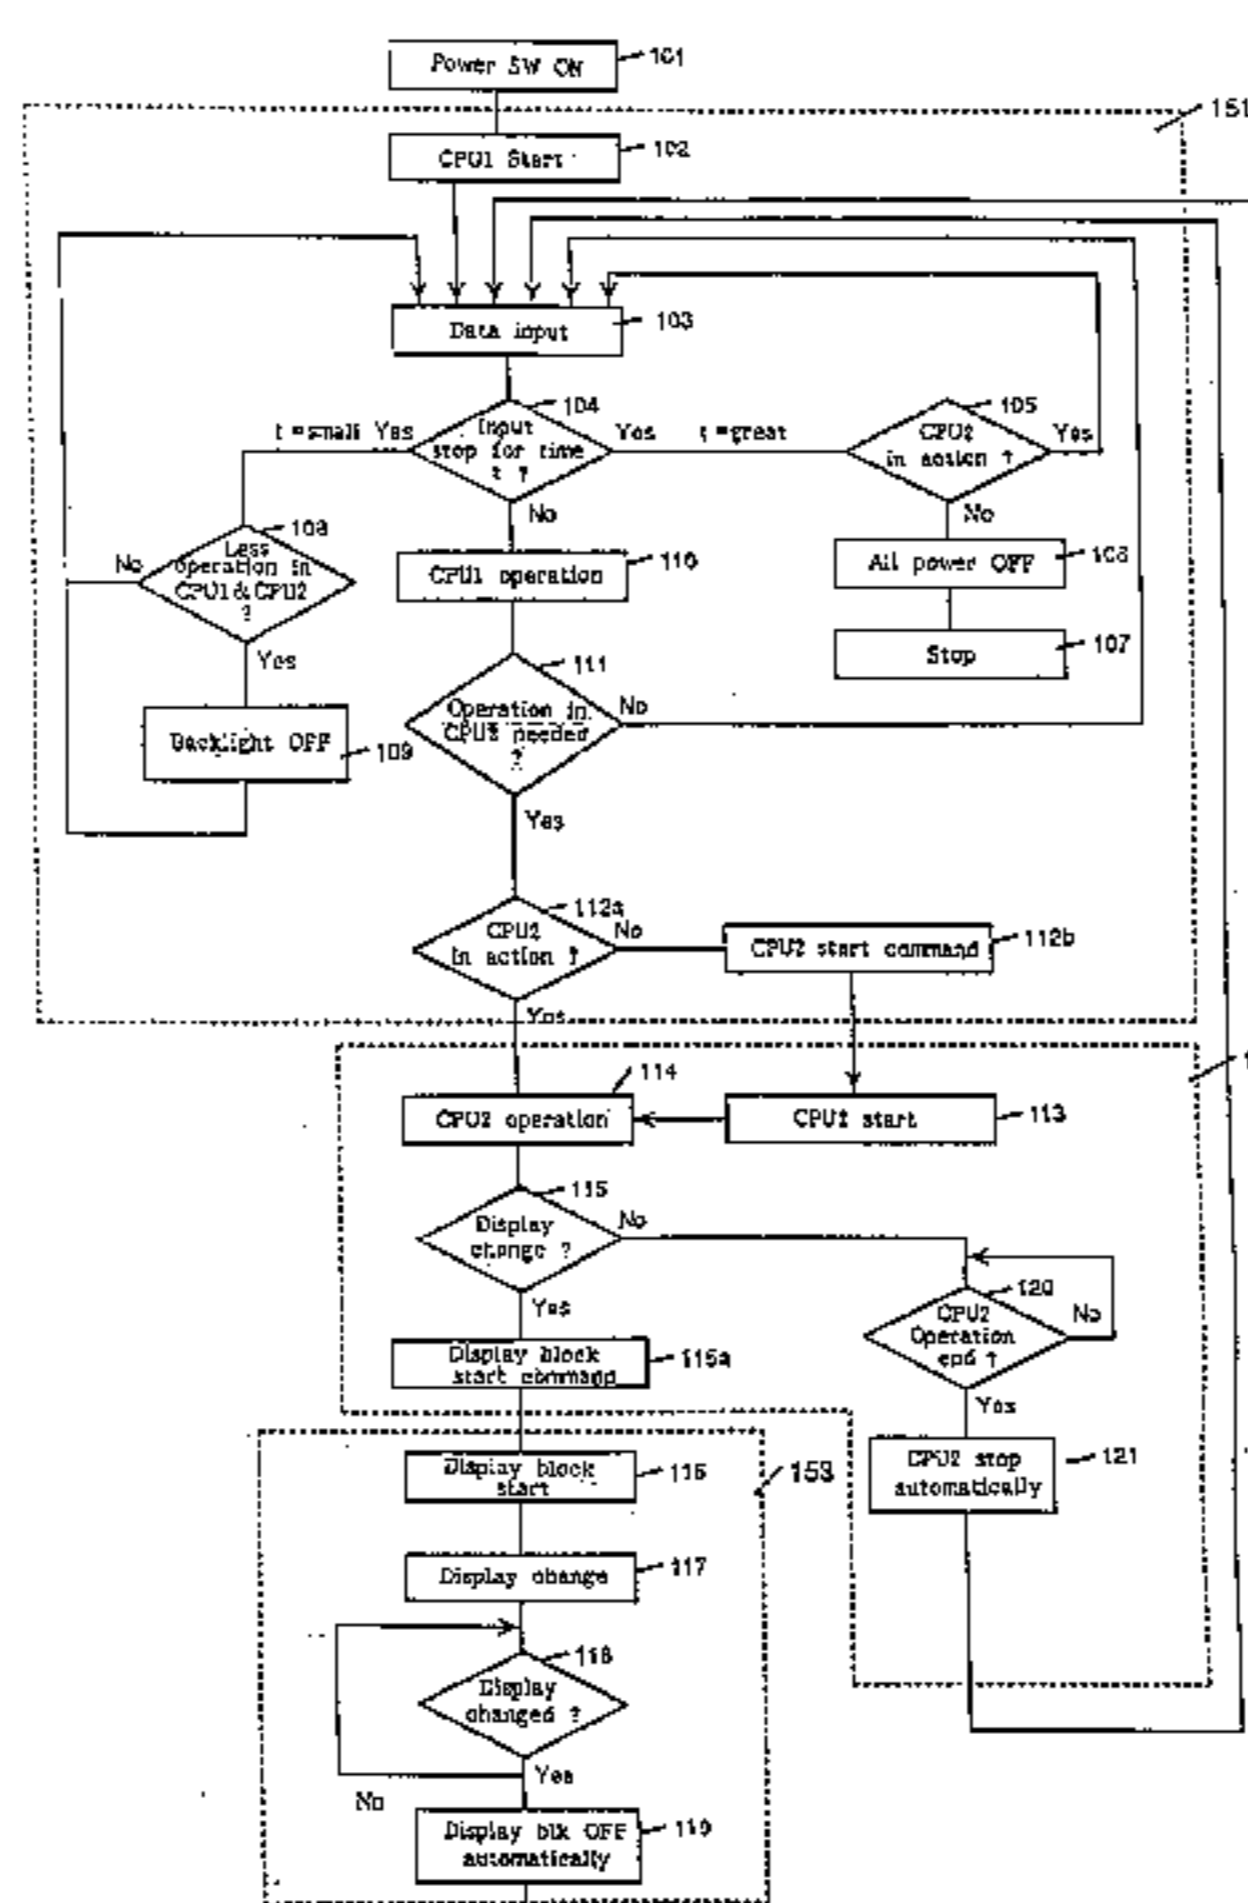 Power SW ON
101
151
CPU1 Start
102
Data input
103
104
Input
stop for time
t ?
t = small Yes
Yes t = great
No
105
CPU2
in action ?
Yes
No
108
Less
operation in
CPU1 & CPU2
?
No
Yes
CPU1 operation
110
All power OFF
Stop
107
111
Operation in
CPU2 needed
?
No
Yes
Backlight OFF
109
112a
CPU2
in action ?
No
Yes
CPU2 start command
112b
114
CPU2 operation
CPU2 start
113
115
Display
change ?
No
Yes
120
CPU2
Operation
end ?
No
Yes
Display block
start command
115a
CPU2 stop
automatically
121
Display block
start
116
153
Display change
117
118
Display
changed ?
Yes
No
Display blk OFF
automatically
119